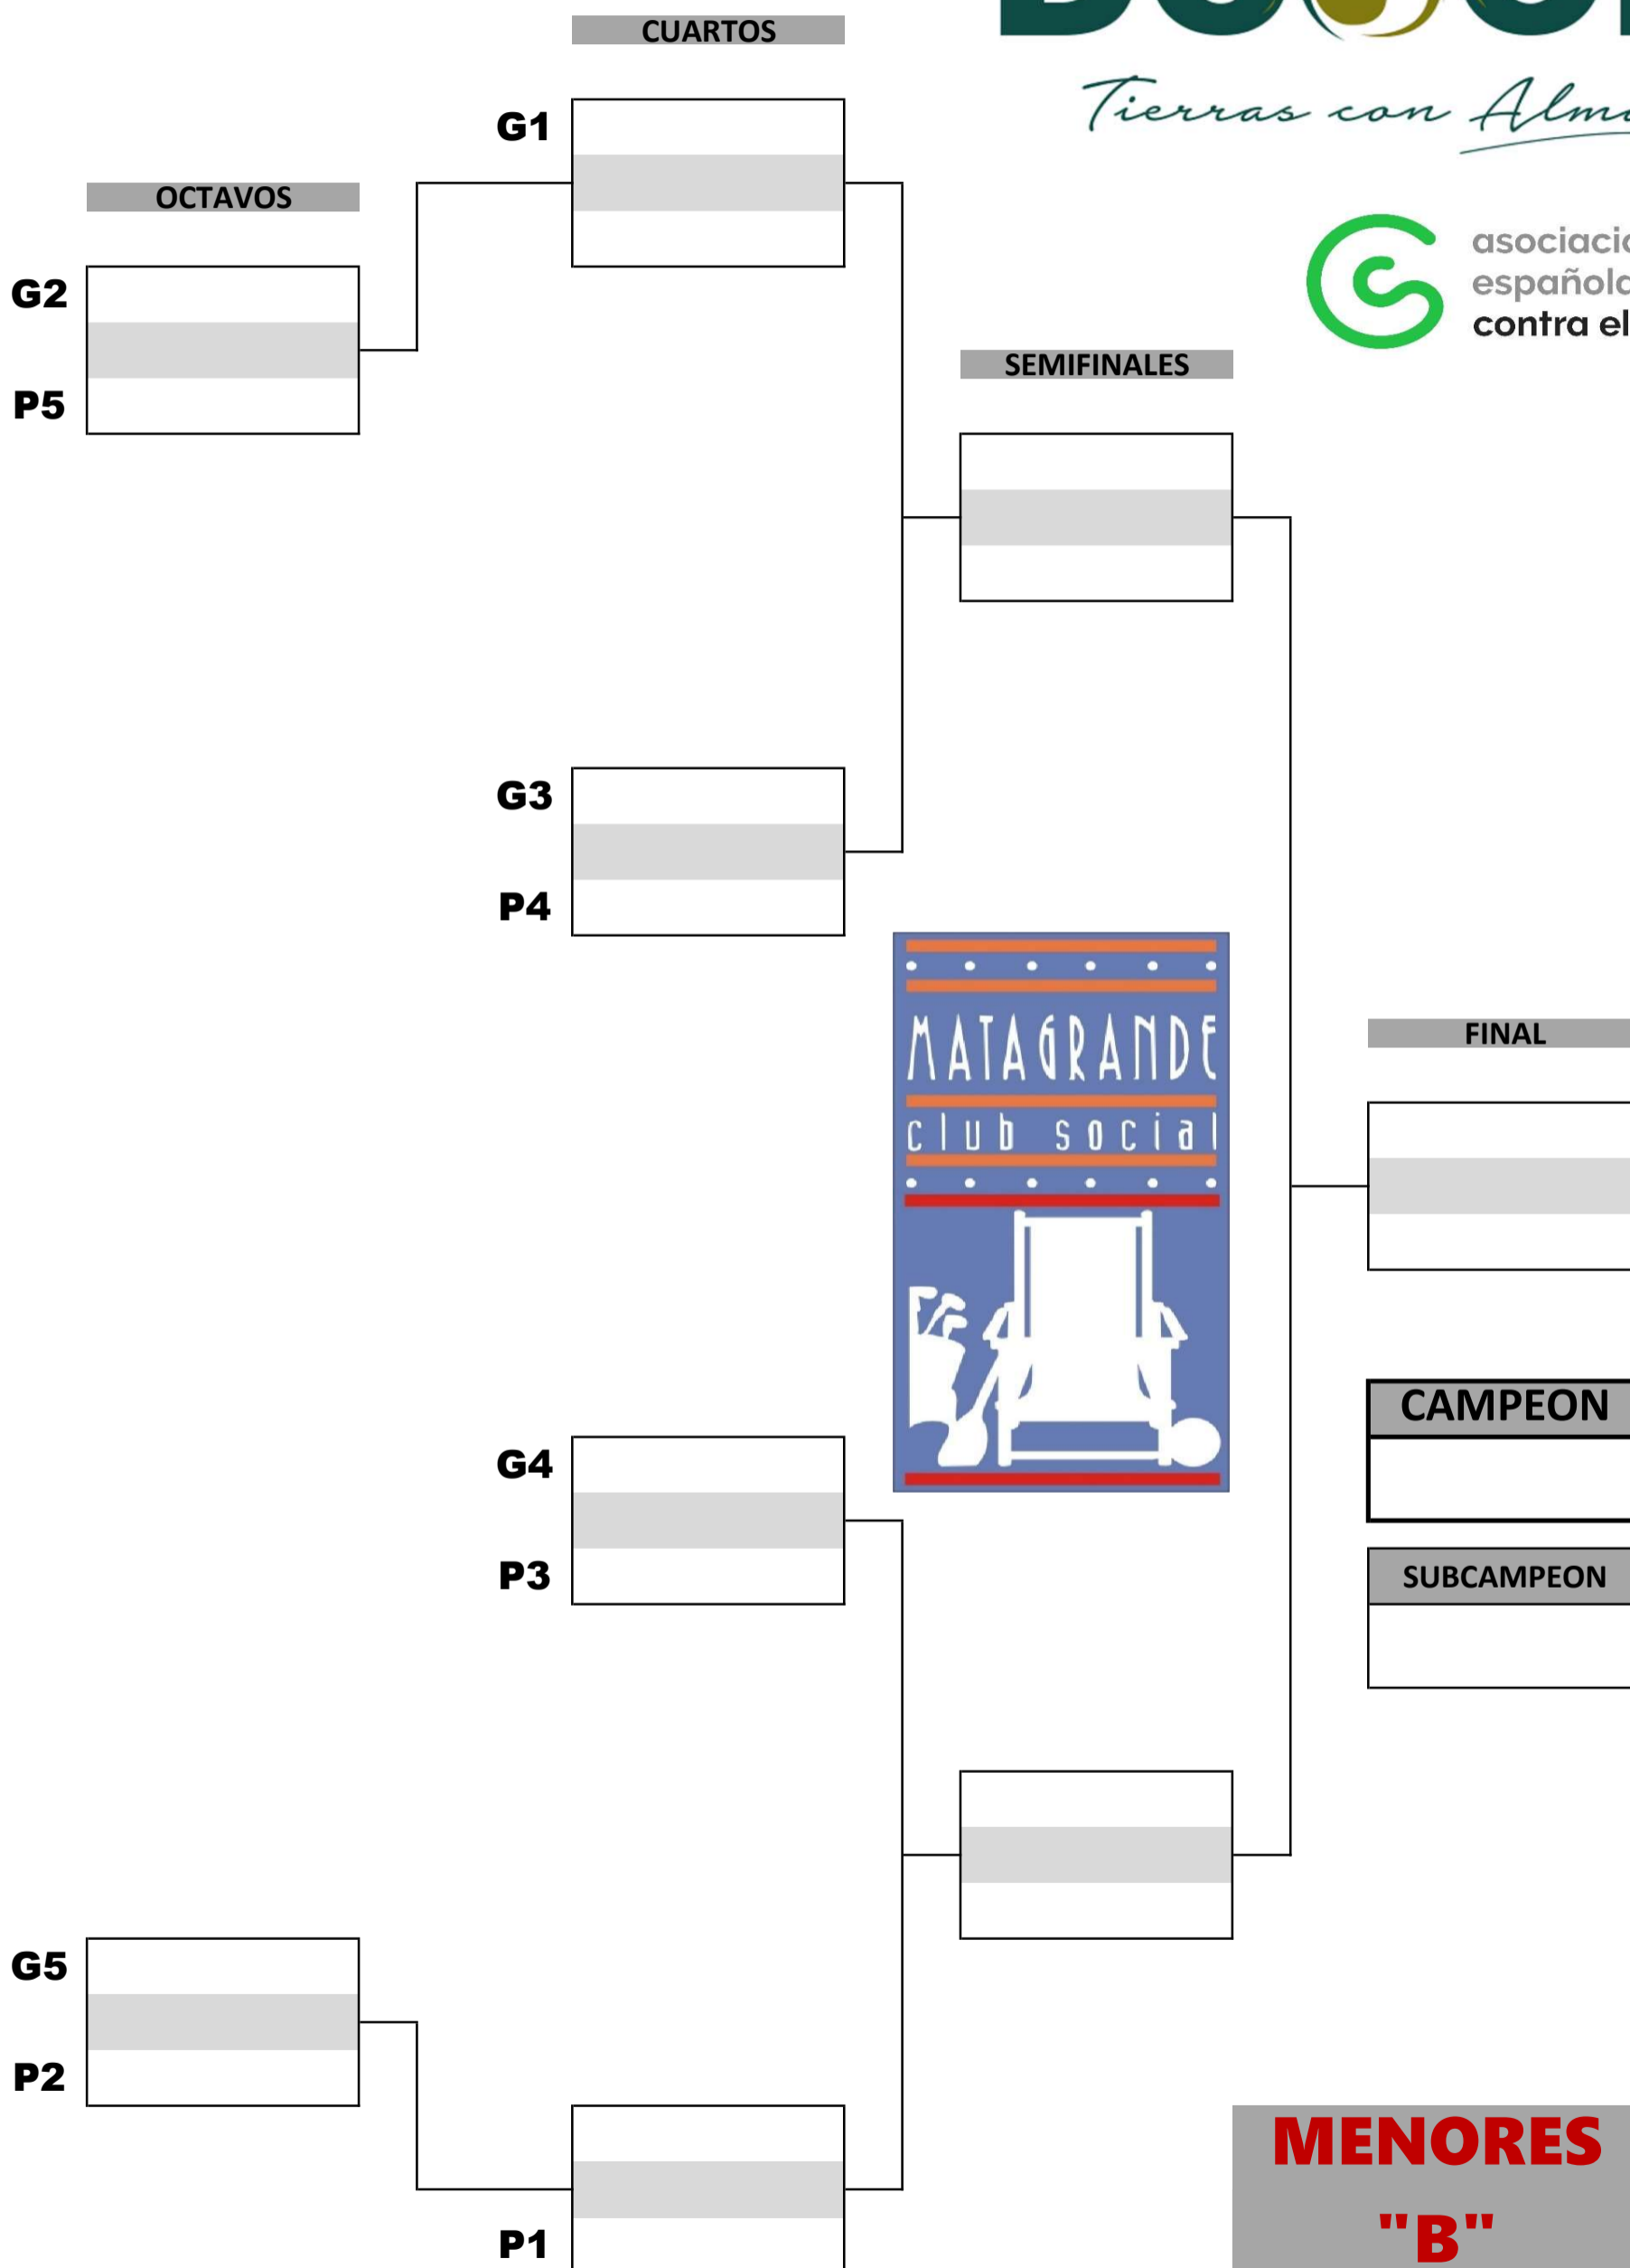 CUARTOS
Tierras con
G1
OCTAVOS
española
contra el
G2
SEMIFINALES
P5
G3
P4
MATAGRANDE
FINAL
club social
CAMPEON
G4
SUBCAMPEON
P3
G5
P2
MENORES
P1
"B"